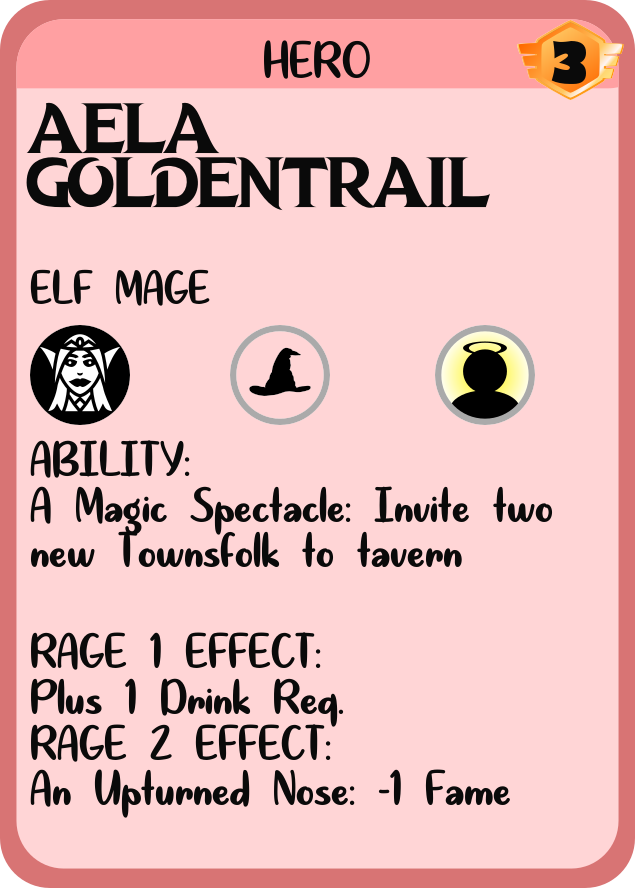 HERO
3
AELA
GOLDENTRAIL
ELF MAGE
ABILITY:
A Magic Spectacle: Invite two
new Townsfolk to tavern
RAGE 1 EFFECT:
Plus 1 Drink Req.
RAGE 2 EFFECT:
An Upturned Nose: -1 Fame